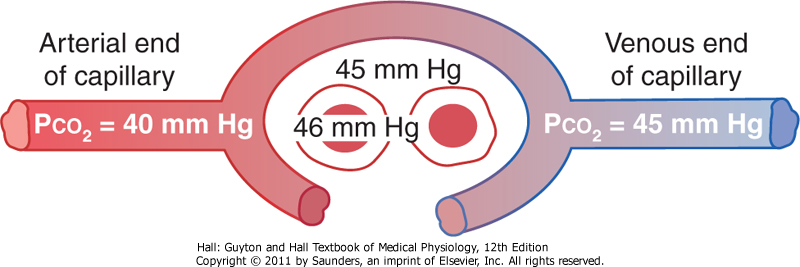 Arterial end
of capillary
Venous end
of capillary
45 mm Hg
46 mm Hg
PCO₂ = 40 mm Hg
PCO₂ = 45 mm Hg
Hall: Guyton and Hall Textbook of Medical Physiology, 12th Edition
Copyright © 2011 by Saunders, an imprint of Elsevier, Inc. All rights reserved.